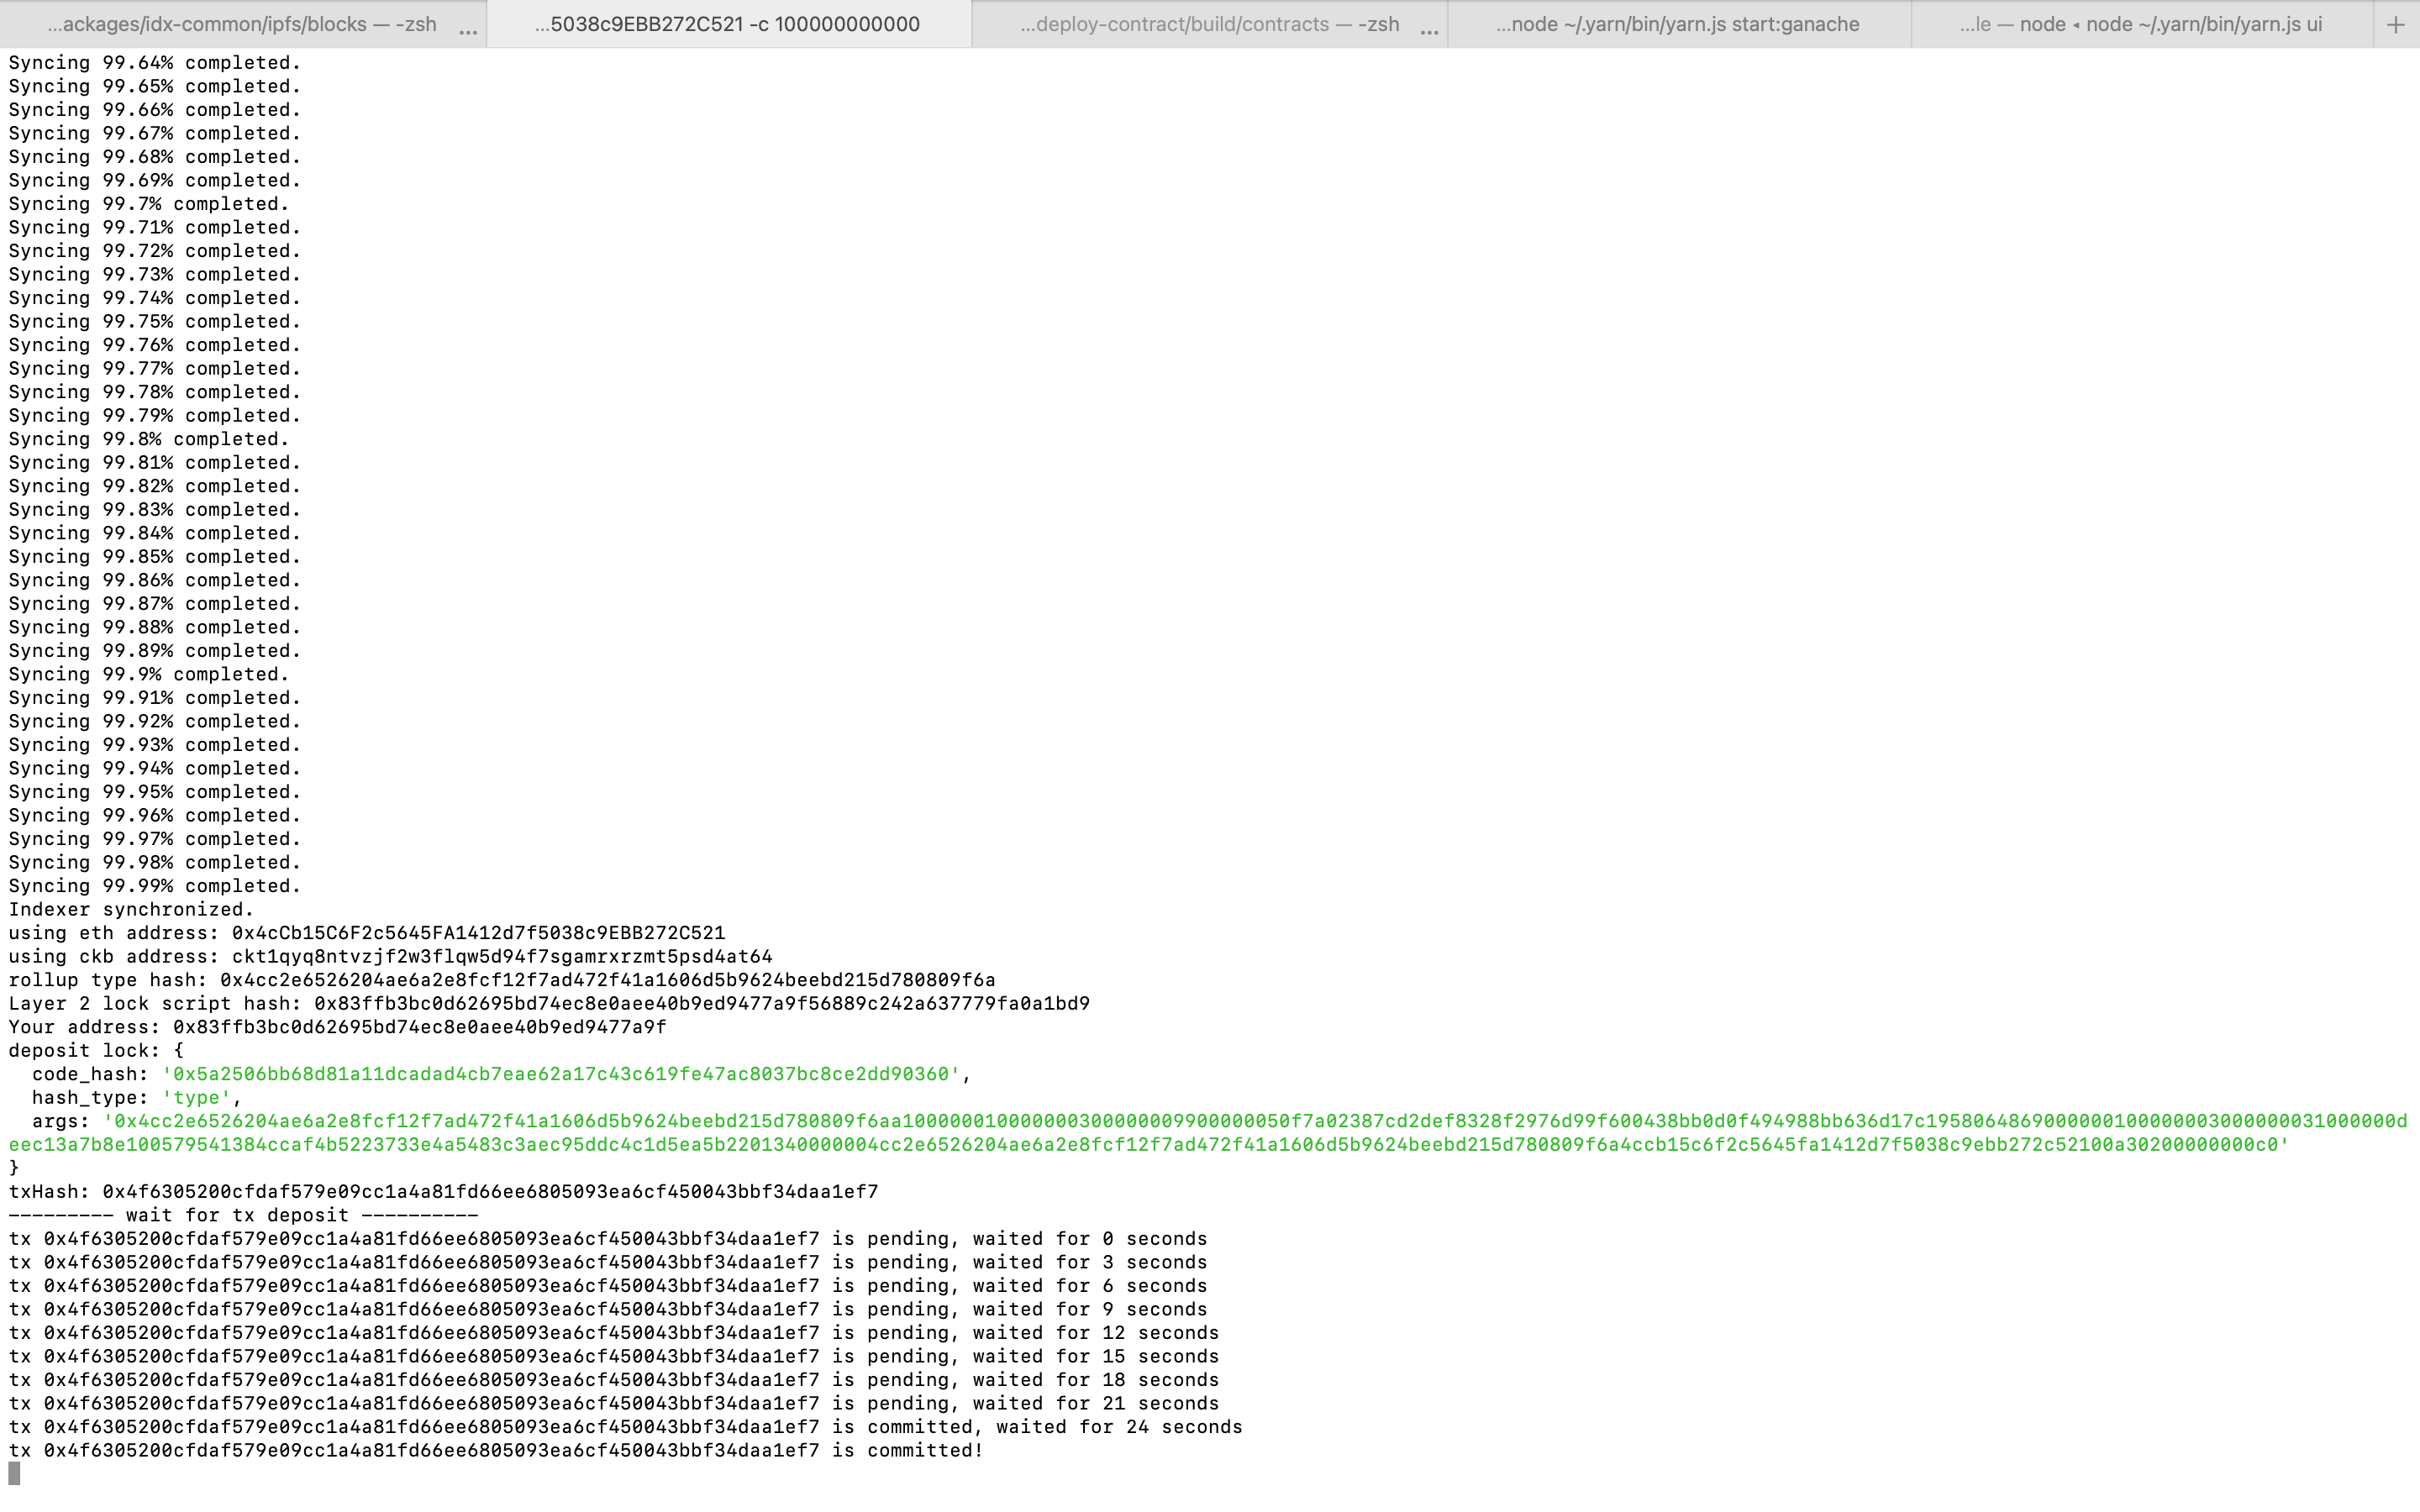 ...ackages/idx-common/ipfs/blocks — -zsh ...
...5038c9EBB272C521 -c 100000000000
...deploy-contract/build/contracts — -zsh ...
...node ~/.yarn/bin/yarn.js start:ganache
...le — node ◂ node ~/.yarn/bin/yarn.js ui
+
Syncing 99.64% completed.
Syncing 99.65% completed.
Syncing 99.66% completed.
Syncing 99.67% completed.
Syncing 99.68% completed.
Syncing 99.69% completed.
Syncing 99.7% completed.
Syncing 99.71% completed.
Syncing 99.72% completed.
Syncing 99.73% completed.
Syncing 99.74% completed.
Syncing 99.75% completed.
Syncing 99.76% completed.
Syncing 99.77% completed.
Syncing 99.78% completed.
Syncing 99.79% completed.
Syncing 99.8% completed.
Syncing 99.81% completed.
Syncing 99.82% completed.
Syncing 99.83% completed.
Syncing 99.84% completed.
Syncing 99.85% completed.
Syncing 99.86% completed.
Syncing 99.87% completed.
Syncing 99.88% completed.
Syncing 99.89% completed.
Syncing 99.9% completed.
Syncing 99.91% completed.
Syncing 99.92% completed.
Syncing 99.93% completed.
Syncing 99.94% completed.
Syncing 99.95% completed.
Syncing 99.96% completed.
Syncing 99.97% completed.
Syncing 99.98% completed.
Syncing 99.99% completed.
Indexer synchronized.
using eth address: 0x4cCb15C6F2c5645FA1412d7f5038c9EBB272C521
using ckb address: ckt1qyq8ntvzjf2w3flqw5d94f7sgamrxrzmt5psd4at64
rollup type hash: 0x4cc2e6526204ae6a2e8fcf12f7ad472f41a1606d5b9624beebd215d780809f6a
Layer 2 lock script hash: 0x83ffb3bc0d62695bd74ec8e0aee40b9ed9477a9f56889c242a637779fa0a1bd9
Your address: 0x83ffb3bc0d62695bd74ec8e0aee40b9ed9477a9f
deposit lock: {
  code_hash: '0x5a2506bb68d81a11dcadad4cb7eae62a17c43c619fe47ac8037bc8ce2dd90360',
  hash_type: 'type',
  args: '0x4cc2e6526204ae6a2e8fcf12f7ad472f41a1606d5b9624beebd215d780809f6aa10000001000000030000009900000050f7a02387cd2def8328f2976d99f600438bb0d0f494988bb636d17c195806486900000010000000300000003100000​0d
eec13a7b8e100579541384ccaf4b5223733e4a5483c3aec95ddc4c1d5ea5b2201340000004cc2e6526204ae6a2e8fcf12f7ad472f41a1606d5b9624beebd215d780809f6a4ccb15c6f2c5645fa1412d7f5038c9ebb272c52100a30200000000c0'
}
txHash: 0x4f6305200cfdaf579e09cc1a4a81fd66ee6805093ea6cf450043bbf34daa1ef7
--------- wait for tx deposit ----------
tx 0x4f6305200cfdaf579e09cc1a4a81fd66ee6805093ea6cf450043bbf34daa1ef7 is pending, waited for 0 seconds
tx 0x4f6305200cfdaf579e09cc1a4a81fd66ee6805093ea6cf450043bbf34daa1ef7 is pending, waited for 3 seconds
tx 0x4f6305200cfdaf579e09cc1a4a81fd66ee6805093ea6cf450043bbf34daa1ef7 is pending, waited for 6 seconds
tx 0x4f6305200cfdaf579e09cc1a4a81fd66ee6805093ea6cf450043bbf34daa1ef7 is pending, waited for 9 seconds
tx 0x4f6305200cfdaf579e09cc1a4a81fd66ee6805093ea6cf450043bbf34daa1ef7 is pending, waited for 12 seconds
tx 0x4f6305200cfdaf579e09cc1a4a81fd66ee6805093ea6cf450043bbf34daa1ef7 is pending, waited for 15 seconds
tx 0x4f6305200cfdaf579e09cc1a4a81fd66ee6805093ea6cf450043bbf34daa1ef7 is pending, waited for 18 seconds
tx 0x4f6305200cfdaf579e09cc1a4a81fd66ee6805093ea6cf450043bbf34daa1ef7 is pending, waited for 21 seconds
tx 0x4f6305200cfdaf579e09cc1a4a81fd66ee6805093ea6cf450043bbf34daa1ef7 is committed, waited for 24 seconds
tx 0x4f6305200cfdaf579e09cc1a4a81fd66ee6805093ea6cf450043bbf34daa1ef7 is committed!